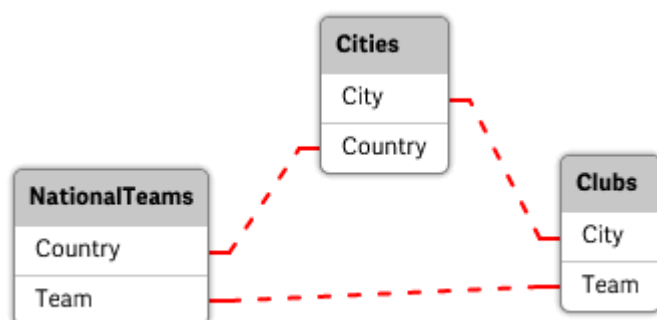 Cities
City
Country
NationalTeams
Country
Team
Clubs
City
Team